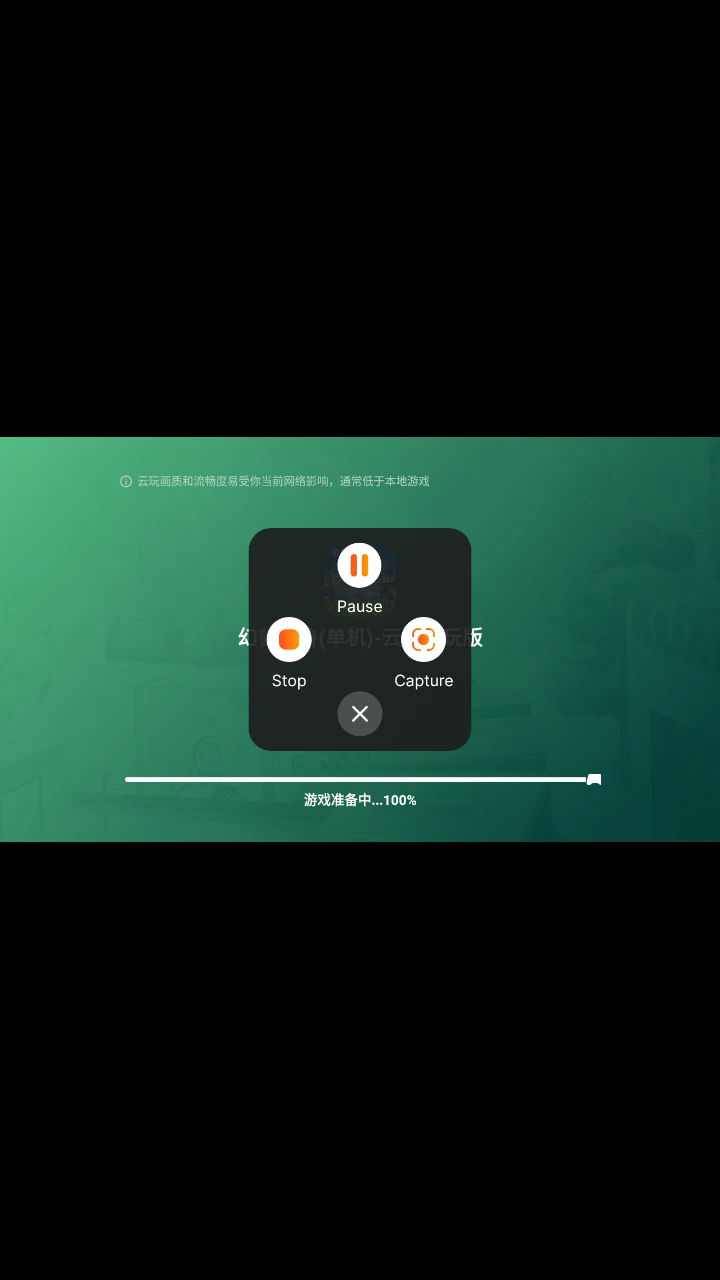 云玩画质和流畅度易受你当前网络影响，通常低于本地游戏
Pause
幻 (单机)-云 玩版
Stop
Capture
游戏准备中...100%